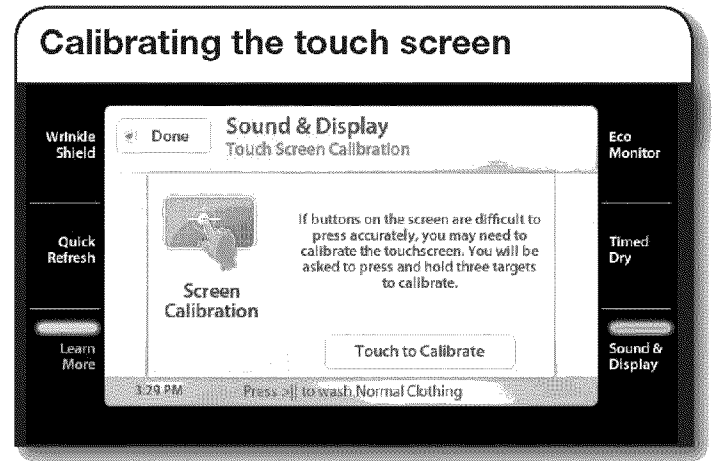 Calibrating the touch screen
Wrinkle
Shield
Done
Sound & Display
Touch Screen Calibration
Eco
Monitor
Quick
Refresh
If buttons on the screen are difficult to
press accurately, you may need to
calibrate the touchscreen. You will be
asked to press and hold three targets
to calibrate.
Timed
Dry
Screen
Calibration
Learn
More
Touch to Calibrate
Sound &
Display
3:29 PM
Press >|| to wash Normal Clothing